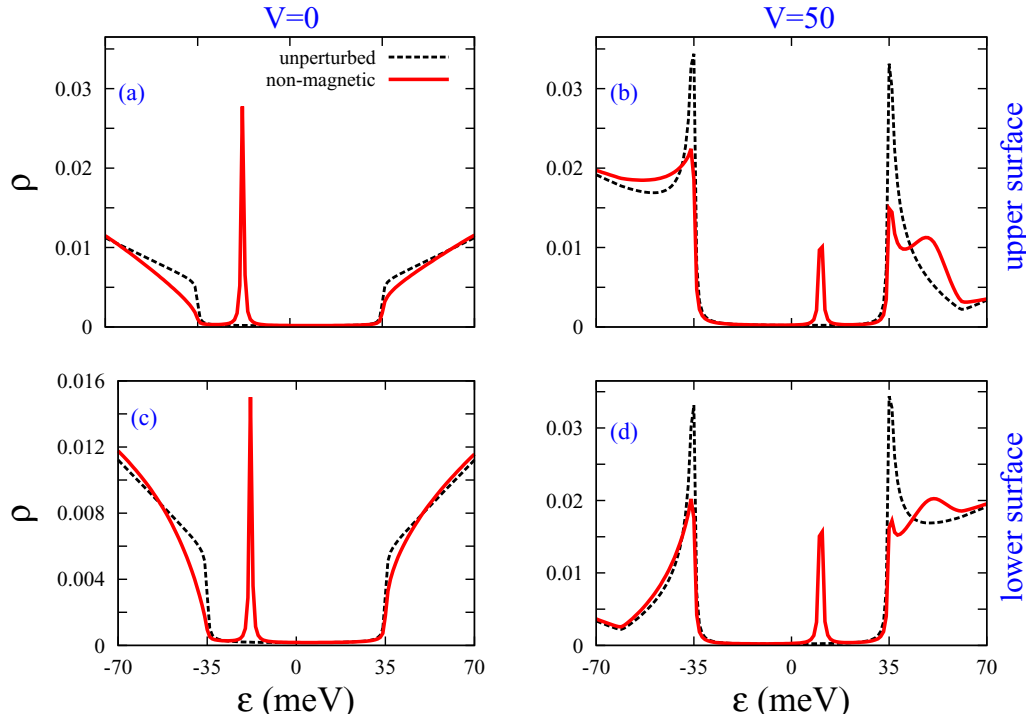 V=0
V=50
unperturbed
non-magnetic
(a)
0.03
0.02
0.01
0
ρ
(b)
0.03
0.02
0.01
0
upper surface
(c)
0.016
0.012
0.008
0.004
0
ρ
-70 -35 0 35 70
ε (meV)
(d)
0.03
0.02
0.01
0
-70 -35 0 35 70
ε (meV)
lower surface